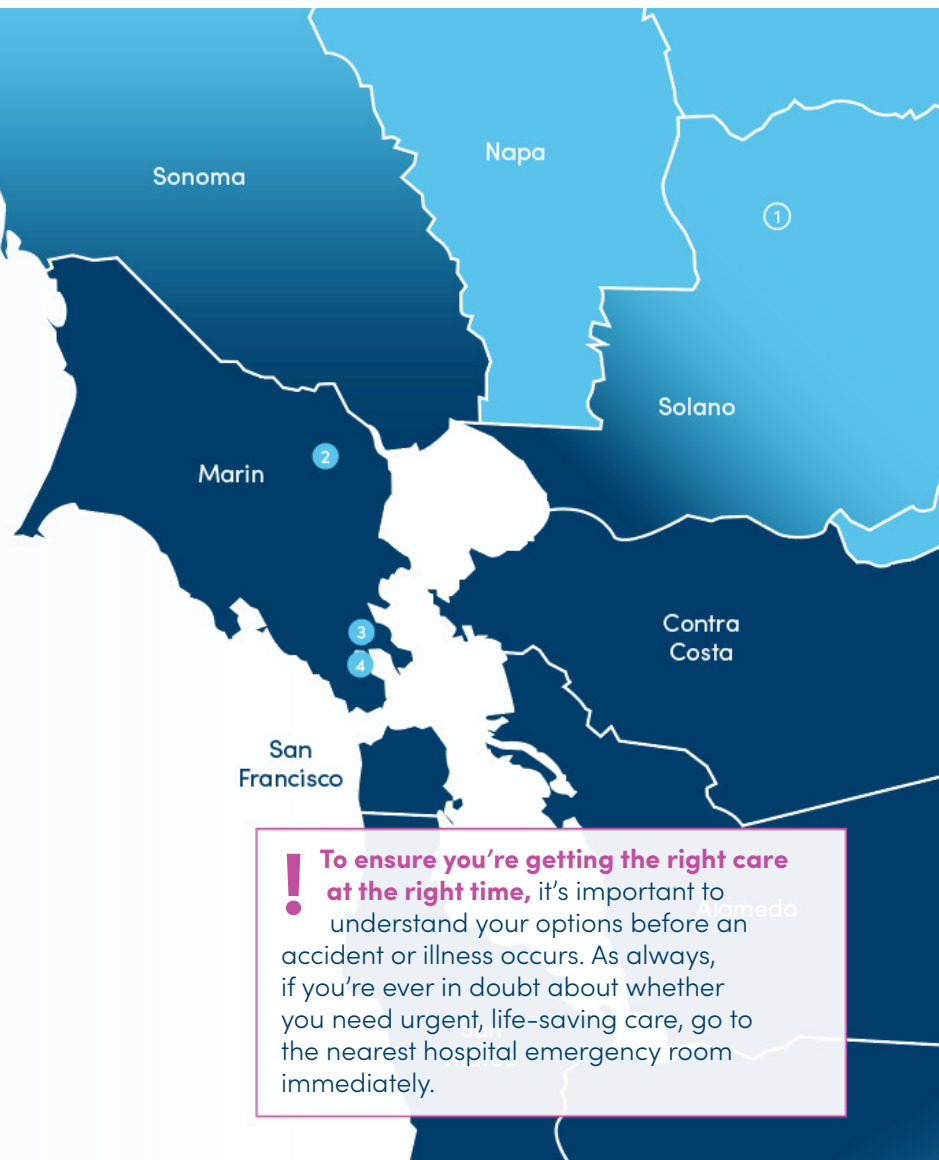 Napa
Sonoma
1
Solano
2
Marin
Contra
Costa
3
4
San
Francisco
! To ensure you're getting the right care
at the right time, it's important to
Alameda
understand your options before an
accident or illness occurs. As always,
if you're ever in doubt about whether
you need urgent, life-saving care, go to
San
the nearest hospital emergency room
Mateo
immediately.